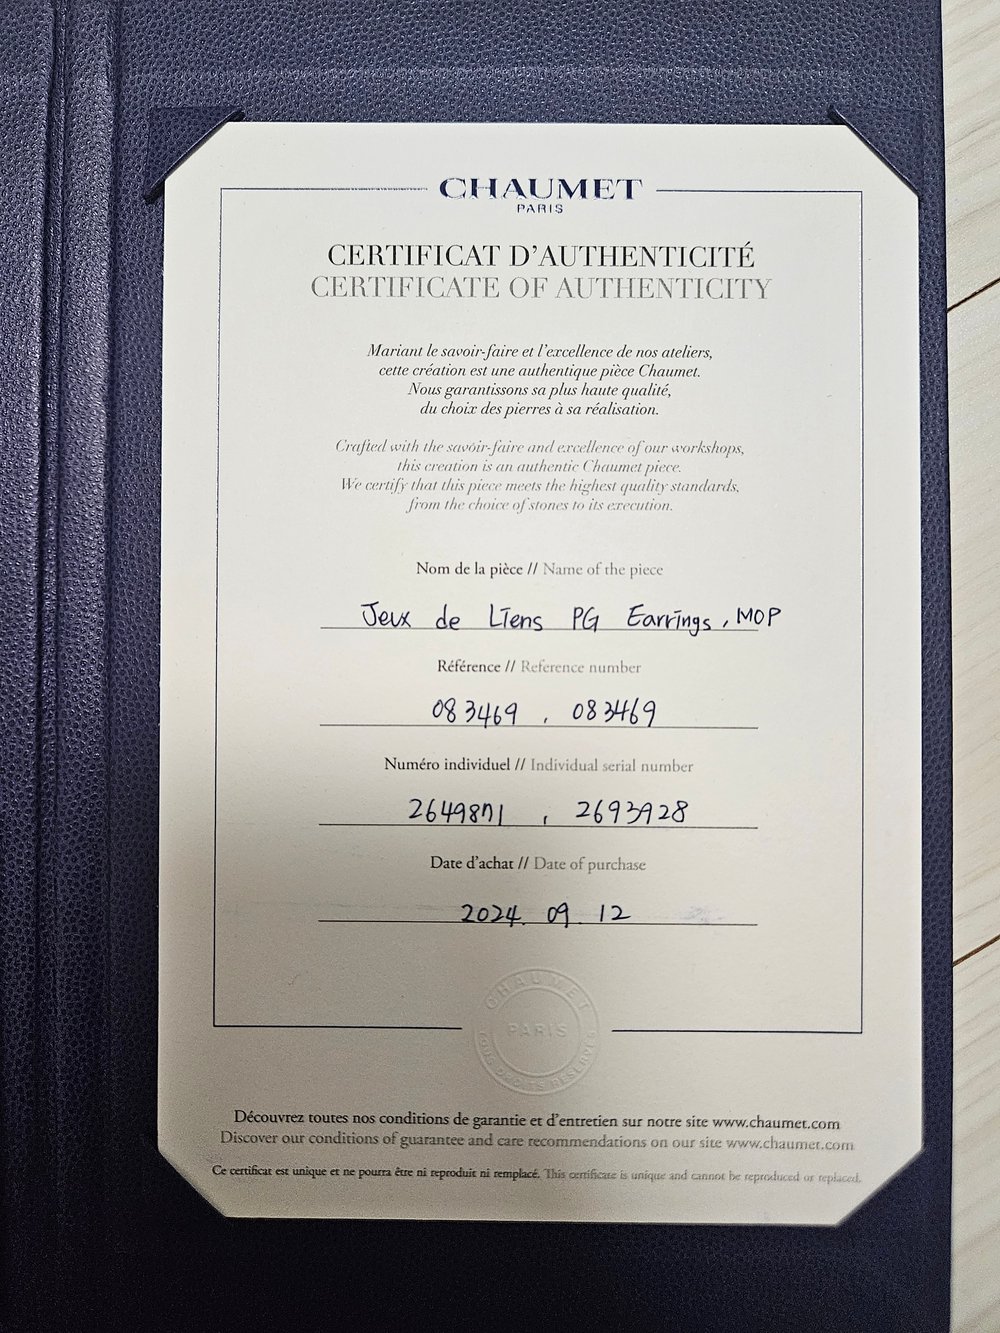 CHAUMET
PARIS
CERTIFICAT D'AUTHENTICITÉ
CERTIFICATE OF AUTHENTICITY
Mariant le savoir-faire et l'excellence de nos ateliers,
cette création est une authentique pièce Chaumet.
Nous garantissons sa plus haute qualité,
du choix des pierres à sa réalisation.
Crafted with the savoir-faire and excellence of our workshops,
this creation is an authentic Chaumet piece.
We certify that this piece meets the highest quality standards,
from the choice of stones to its execution.
Nom de la pièce // Name of the piece
Jeux de Liens PG Earrings, MOP
Référence // Reference number
083469, 083469
Numéro individuel // Individual serial number
2649871, 2693928
Date d'achat // Date of purchase
2024. 09. 12
CHAUMET
PARIS
TOUS DROITS RÉSERVÉS
Découvrez toutes nos conditions de garantie et d'entretien sur notre site www.chaumet.com
Discover our conditions of guarantee and care recommendations on our site www.chaumet.com
Ce certificat est unique et ne pourra être ni reproduit ni remplacé. This certificate is unique and cannot be reproduced or replaced.